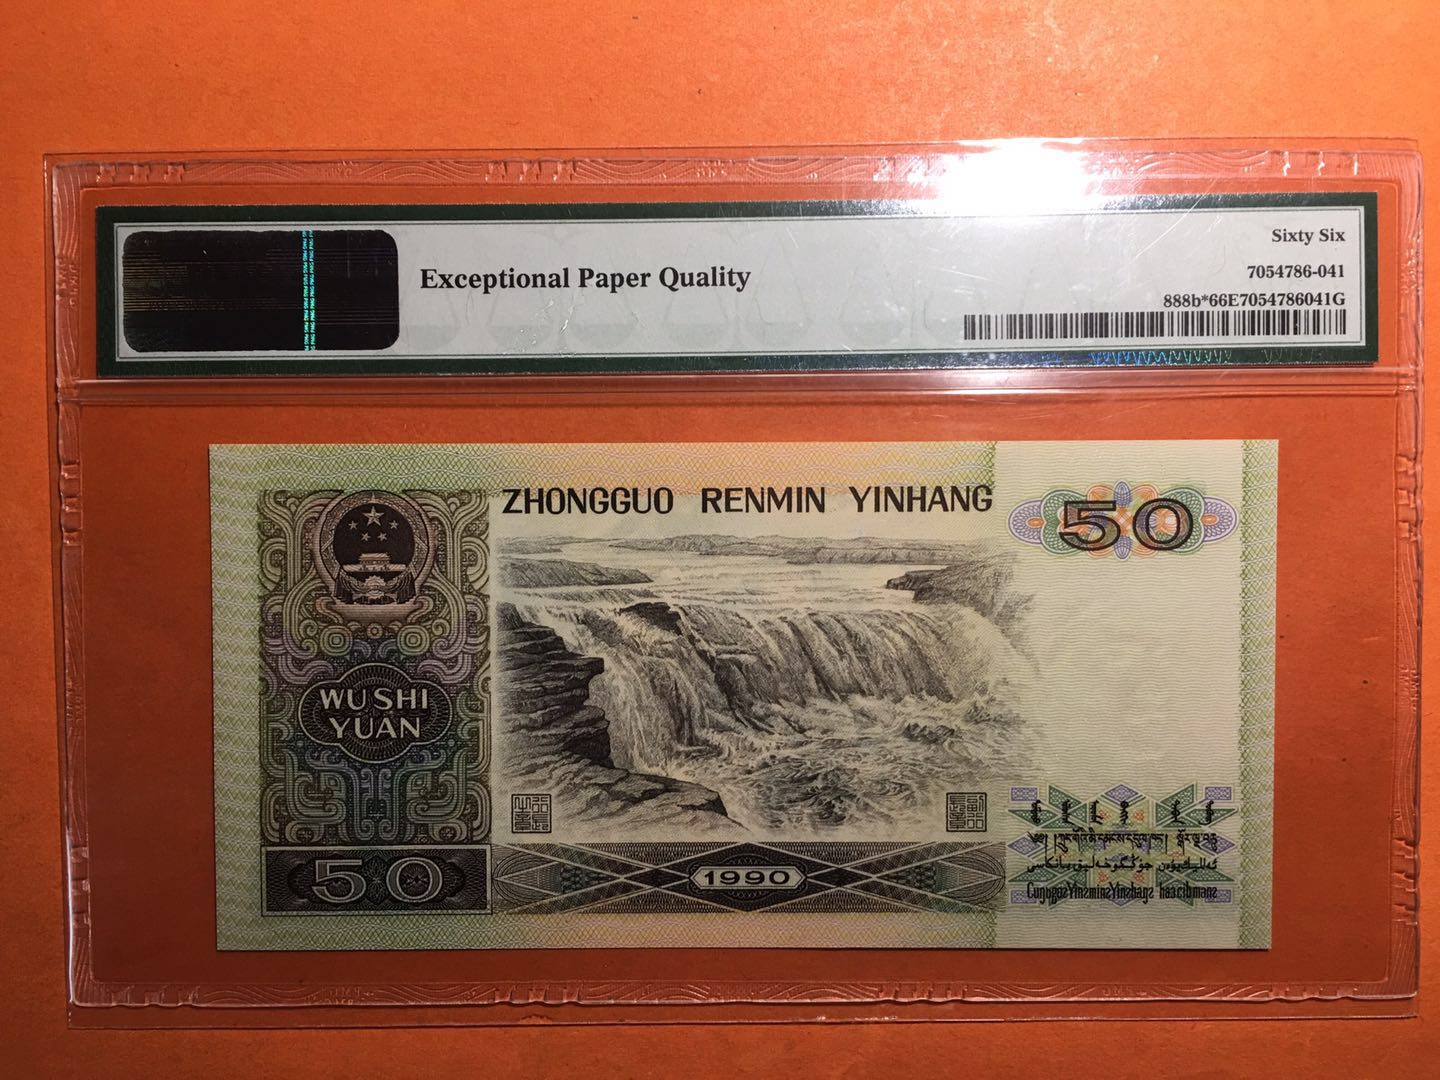 Sixty Six
Exceptional Paper Quality
7054786-041
888b*66E7054786041G
ZHONGGUO RENMIN YINHANG
50
WU SHI
YUAN
50
1990